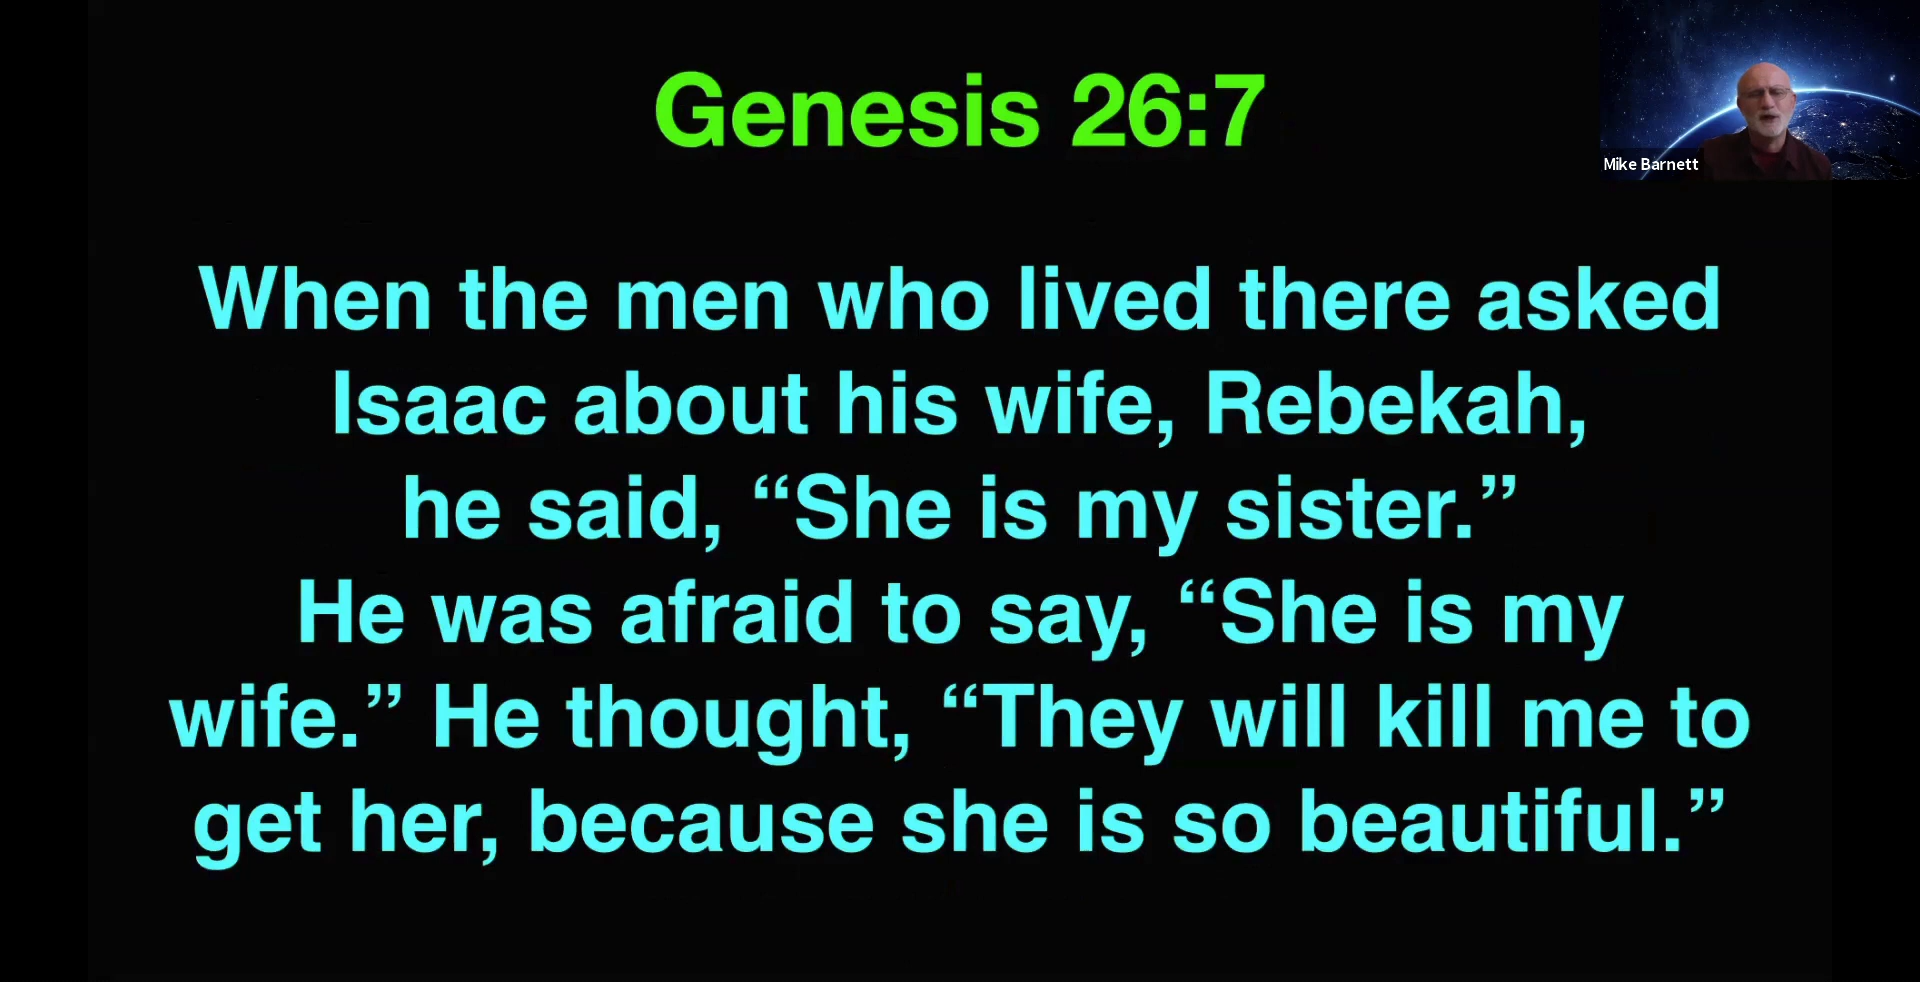 Genesis 26:7
Mike Barnett
When the men who lived there asked
Isaac about his wife, Rebekah,
he said, “She is my sister.”
He was afraid to say, “She is my
wife.” He thought, “They will kill me to
get her, because she is so beautiful.”